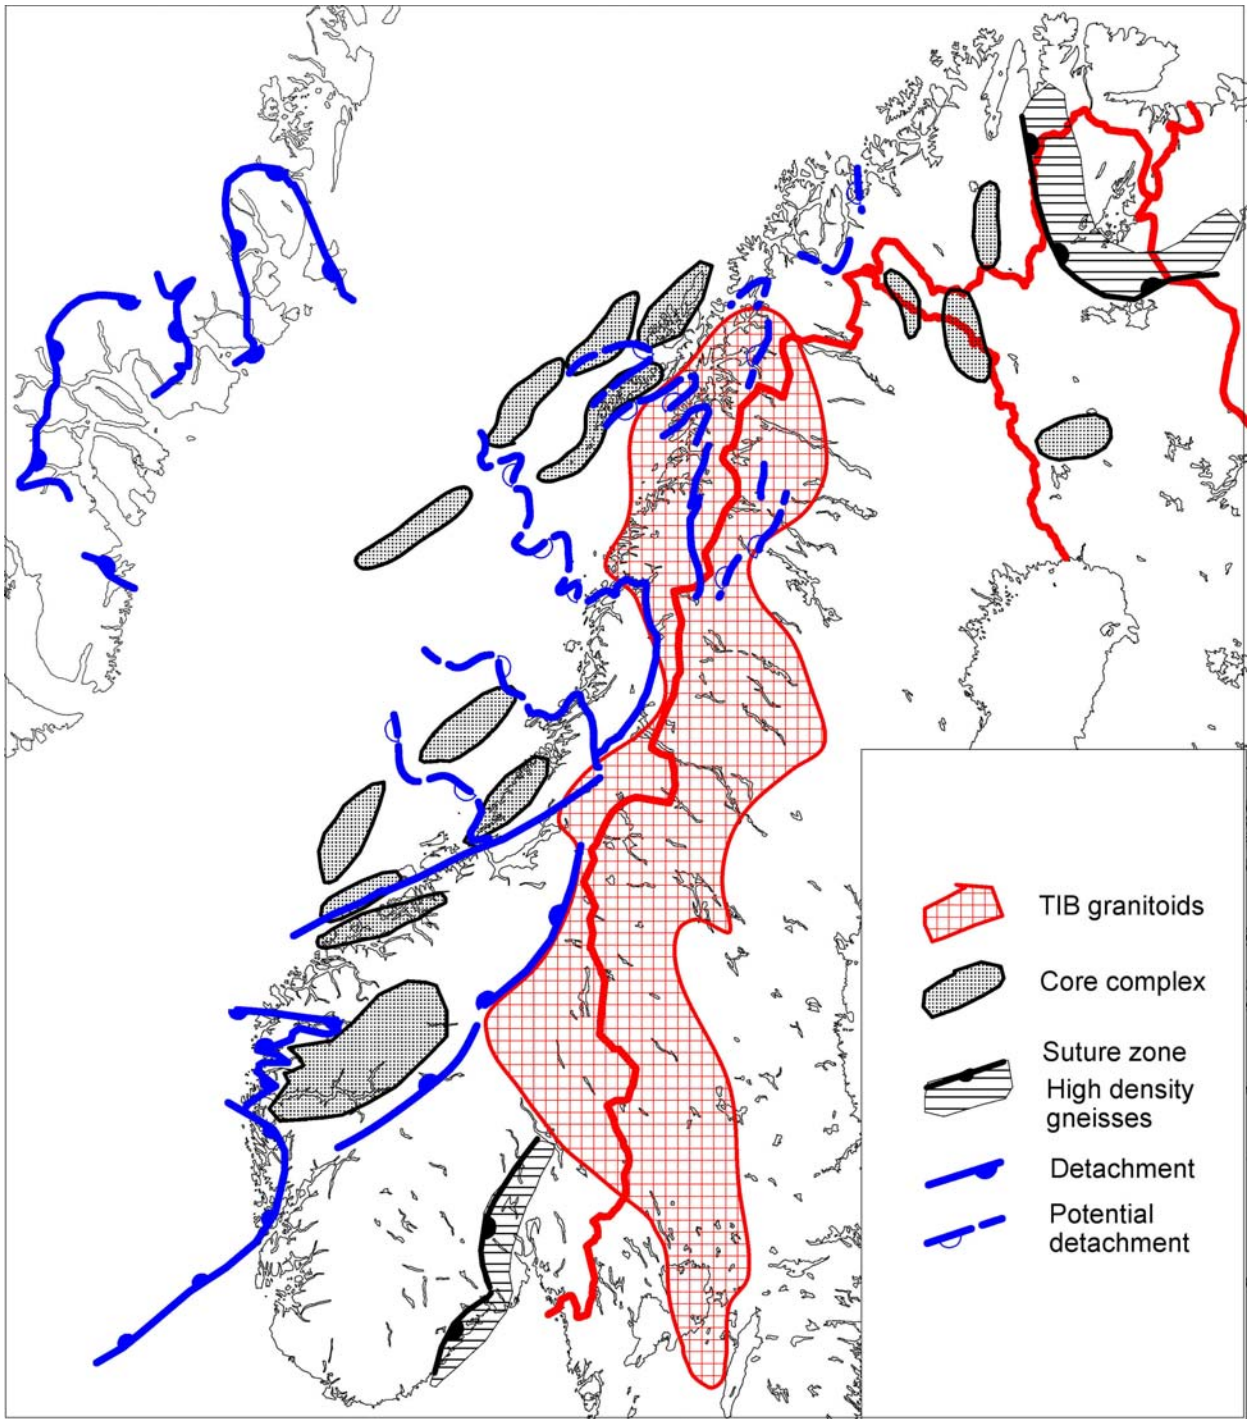 TIB granitoids
Core complex
Suture zone
High density
gneisses
Detachment
Potential
detachment